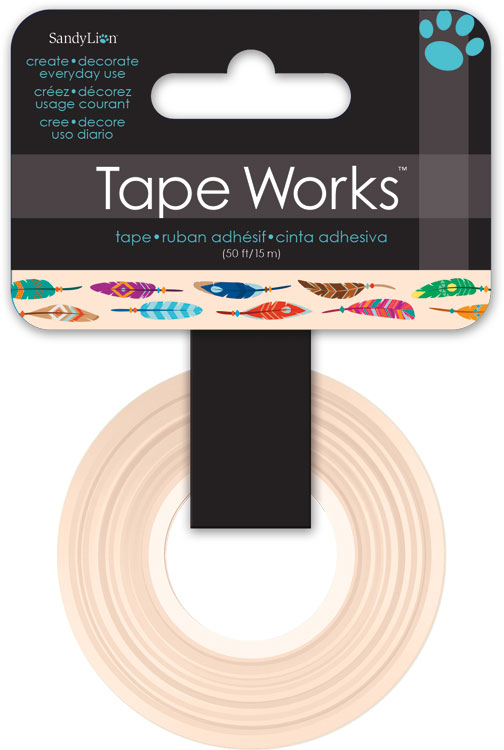 SandyLion
create•decorate
everyday use
créez•décorez
usage courant
cree•decore
uso diario
Tape Works™
tape•ruban adhésif•cinta adhesiva
(50 ft/15 m)